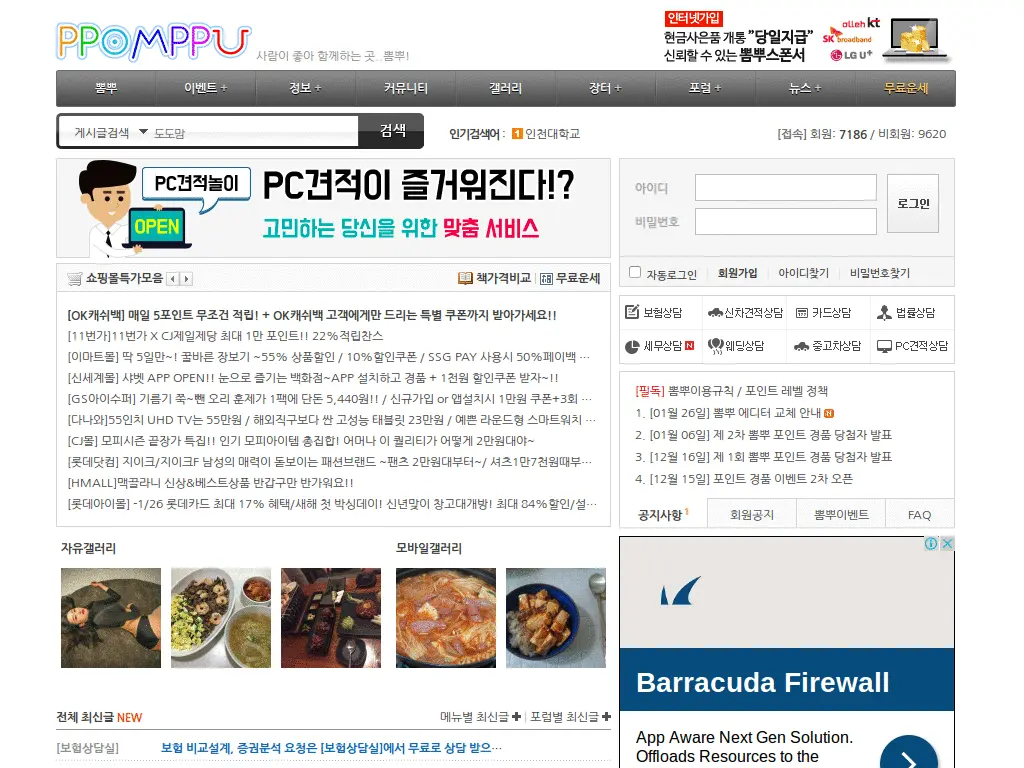 PPOMPPU
사람이 좋아 함께하는 곳...뽐뿌!
인터넷가입
현금사은품 개통 "당일지급"
신뢰할 수 있는 뽐뿌스폰서
olleh kt
SK broadband
LG U+
뽐뿌 이벤트 + 정보 + 커뮤니티 갤러리 장터 + 포럼 + 뉴스 + 무료운세
게시글검색 도도맘 검색 인기검색어 : 1 인천대학교 [접속] 회원: 7186 / 비회원: 9620
PC견적놀이
OPEN
PC견적이 즐거워진다!?
고민하는 당신을 위한 맞춤 서비스
아이디
비밀번호
로그인
자동로그인 회원가입 아이디찾기 비밀번호찾기
쇼핑몰특가모음 책가격비교 무료운세
[OK캐쉬백] 매일 5포인트 무조건 적립! + OK캐쉬백 고객에게만 드리는 특별 쿠폰까지 받아가세요!!
[11번가]11번가 X CJ제일제당 최대 1만 포인트!! 22%적립찬스
[이마트몰] 딱 5일만~! 꿀바른 장보기 ~55% 상품할인 / 10%할인쿠폰 / SSG PAY 사용시 50%페이백 ...
[신세계몰] 샤벳 APP OPEN!! 눈으로 즐기는 백화점~APP 설치하고 경품 + 1천원 할인쿠폰 받자~!!
[GS아이수퍼] 기름기 쭉~뺀 오리 훈제가 1팩에 단돈 5,440원!! / 신규가입 or 앱설치시 1만원 쿠폰+3회 ...
[다나와]55인치 UHD TV는 55만원 / 해외직구보다 싼 고성능 태블릿 23만원 / 예쁜 라운드형 스마트워치 ...
[CJ몰] 모피시즌 끝장가 특집!! 인기 모피아이템 총집합! 어머나 이 퀄리티가 어떻게 2만원대야~
[롯데닷컴] 지이크/지이크F 남성의 매력이 돋보이는 패션브랜드 ~팬츠 2만원대부터~/ 셔츠1만7천원때부...
[HMALL]맥끌라니 신상&베스트상품 반값구만 반가워요!!
[롯데아이몰] -1/26 롯데카드 최대 17% 혜택/새해 첫 박싱데이! 신년맞이 창고대개방! 최대 84%할인/설...
보험상담 신차견적상담 카드상담 법률상담
세무상담 N 웨딩상담 중고차상담 PC견적상담
[필독] 뽐뿌이용규칙 / 포인트 레벨 정책
1. [01월 26일] 뽐뿌 에디터 교체 안내 N
2. [01월 06일] 제 2차 뽐뿌 포인트 경품 당첨자 발표
3. [12월 16일] 제 1회 뽐뿌 포인트 경품 당첨자 발표
4. [12월 15일] 포인트 경품 이벤트 2차 오픈
공지사항 1 회원공지 뽐뿌이벤트 FAQ
자유갤러리 모바일갤러리
Barracuda Firewall
App Aware Next Gen Solution.
Offloads Resources to the
전체 최신글 NEW 메뉴별 최신글 포럼별 최신글
[보험상담실] 보험 비교설계, 증권분석 요청은 [보험상담실]에서 무료로 상담 받으...